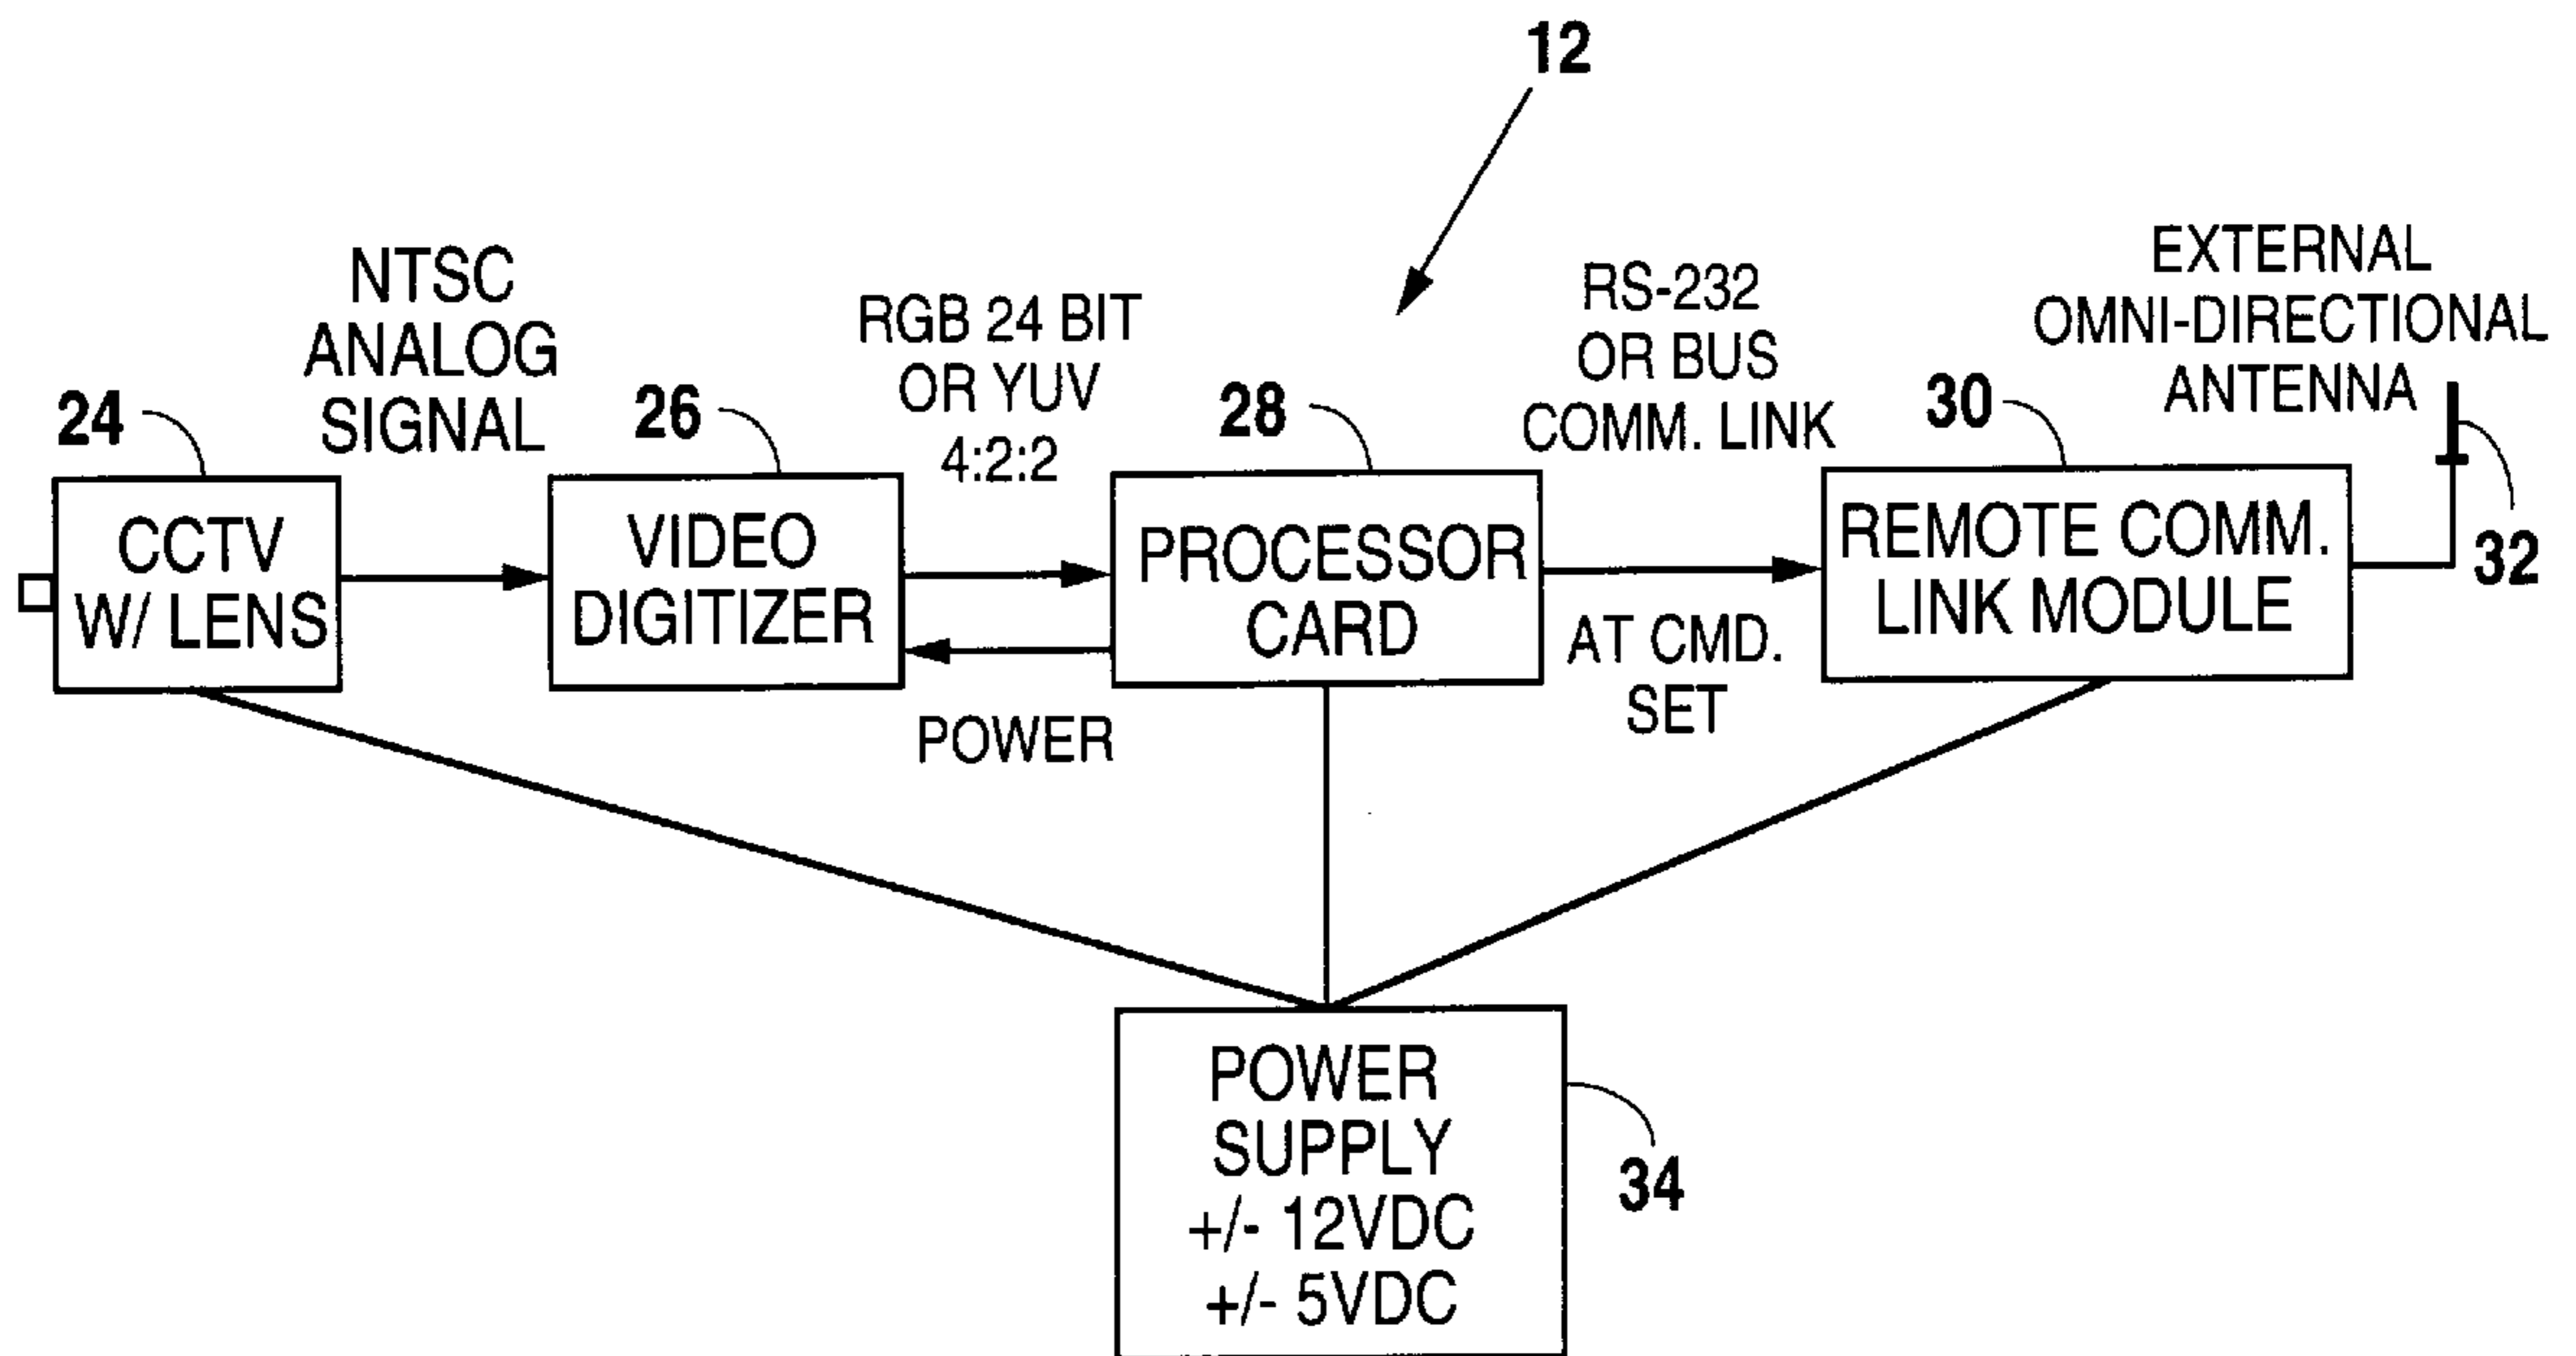 12
NTSC
ANALOG
SIGNAL
RGB 24 BIT
OR YUV
4:2:2
RS-232
OR BUS
COMM. LINK
EXTERNAL
OMNI-DIRECTIONAL
ANTENNA
24
26
28
30
32
CCTV
W/ LENS
VIDEO
DIGITIZER
PROCESSOR
CARD
REMOTE COMM.
LINK MODULE
POWER
AT CMD.
SET
POWER
SUPPLY
+/- 12VDC
+/- 5VDC
34